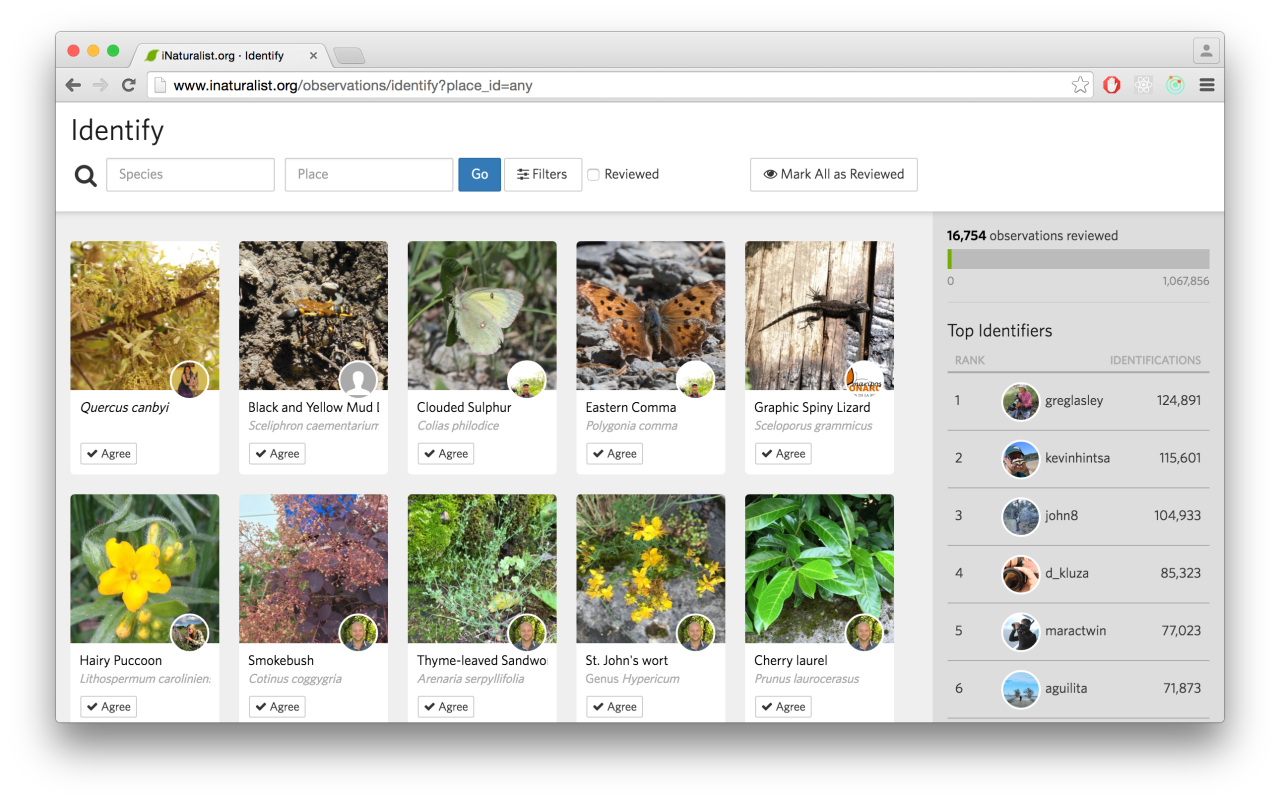 iNaturalist.org · Identify
www.inaturalist.org/observations/identify?place_id=any
Identify
Species
Place
Go
Filters
Reviewed
Mark All as Reviewed
Quercus canbyi
Agree
Black and Yellow Mud D
Sceliphron caementarium
Agree
Clouded Sulphur
Colias philodice
Agree
Eastern Comma
Polygonia comma
Agree
Graphic Spiny Lizard
Sceloporus grammicus
Agree
Hairy Puccoon
Lithospermum carolinien
Agree
Smokebush
Cotinus coggygria
Agree
Thyme-leaved Sandwo
Arenaria serpyllifolia
Agree
St. John's wort
Genus Hypericum
Agree
Cherry laurel
Prunus laurocerasus
Agree
16,754 observations reviewed
0 1,067,856
Top Identifiers
RANK IDENTIFICATIONS
1 greglasley 124,891
2 kevinhintsa 115,601
3 john8 104,933
4 d_kluza 85,323
5 maractwin 77,023
6 aguilita 71,873